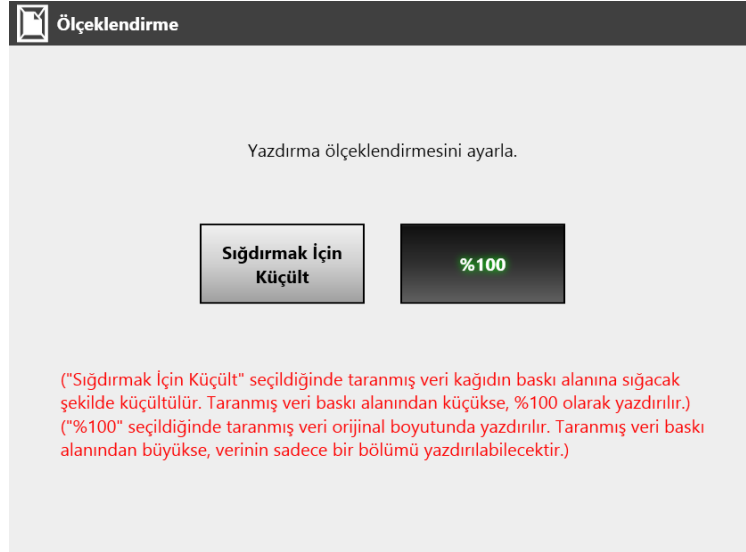 Ölçeklendirme
Yazdırma ölçeklendirmesini ayarla.
Sığdırmak İçin
Küçült
%100
("Sığdırmak İçin Küçült" seçildiğinde taranmış veri kağıdın baskı alanına sığacak
şekilde küçültülür. Taranmış veri baskı alanından küçükse, %100 olarak yazdırılır.)
("%100" seçildiğinde taranmış veri orijinal boyutunda yazdırılır. Taranmış veri baskı
alanından büyükse, verinin sadece bir bölümü yazdırılabilecektir.)